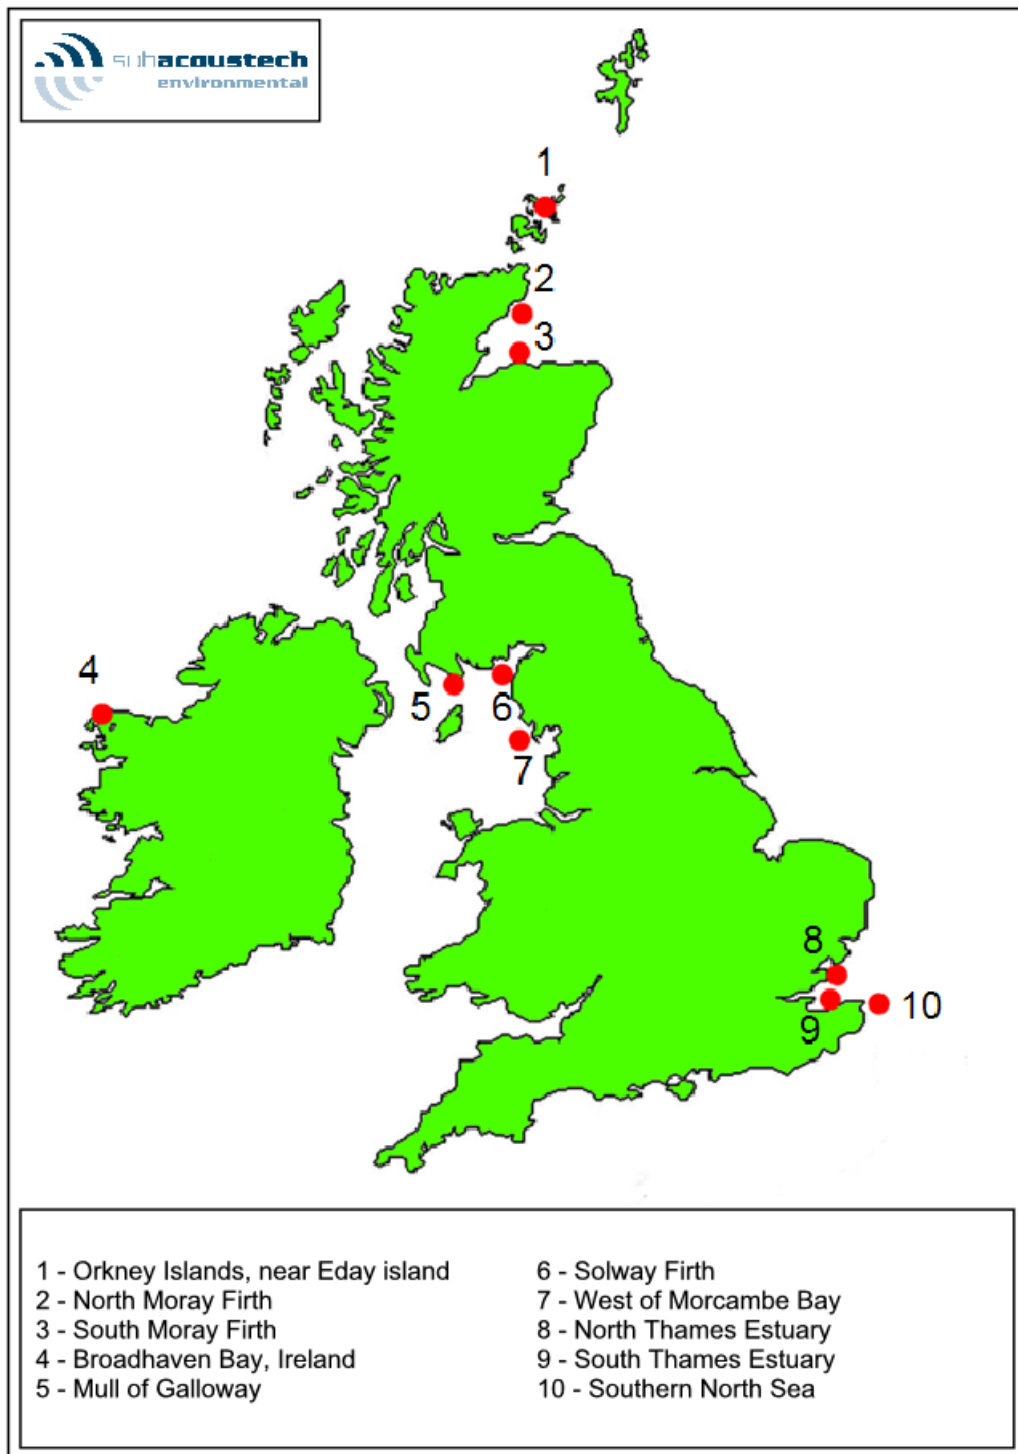 subacoustech
environmental
1
2
3
4
5
6
7
8
9
10
1 - Orkney Islands, near Eday island
2 - North Moray Firth
3 - South Moray Firth
4 - Broadhaven Bay, Ireland
5 - Mull of Galloway
6 - Solway Firth
7 - West of Morcambe Bay
8 - North Thames Estuary
9 - South Thames Estuary
10 - Southern North Sea